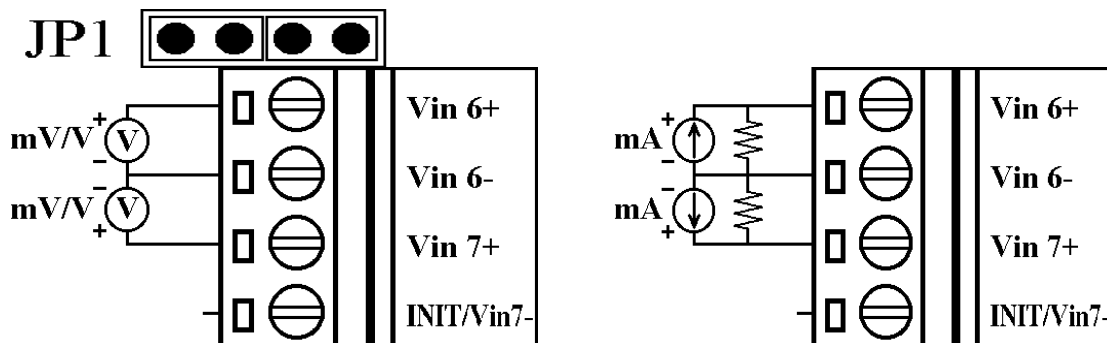 JP1
Vin 6+
+
mV/V V
-
Vin 6-
-
mV/V V
+
Vin 7+
INIT/Vin7-
Vin 6+
+
mA
-
Vin 6-
-
mA
+
Vin 7+
INIT/Vin7-